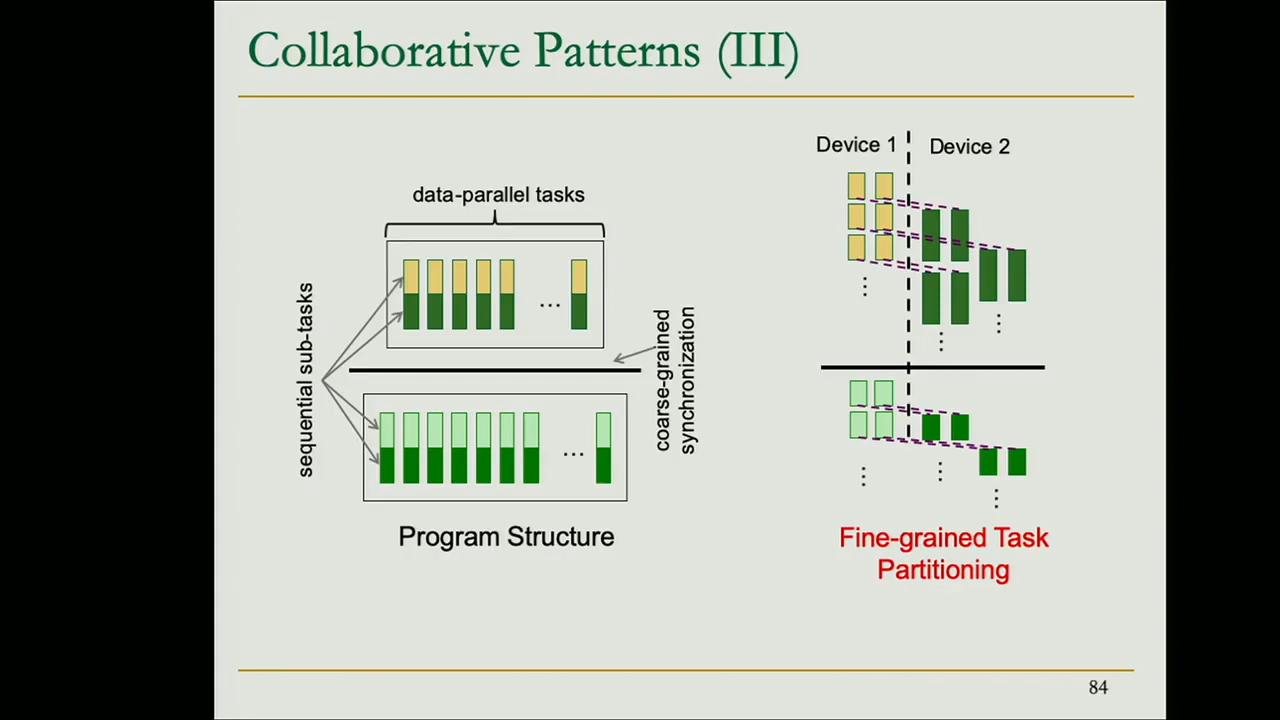 Collaborative Patterns (III)
data-parallel tasks
sequential sub-tasks
...
...
coarse-grained
synchronization
Program Structure
Device 1
Device 2
Fine-grained Task
Partitioning
84